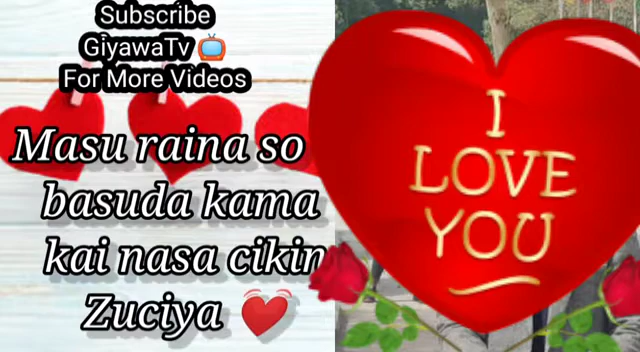 Subscribe
GiyawaTv
For More Videos
Masu raina so
basuda kama
kai nasa cikin
Zuciya
I
LOVE
YOU